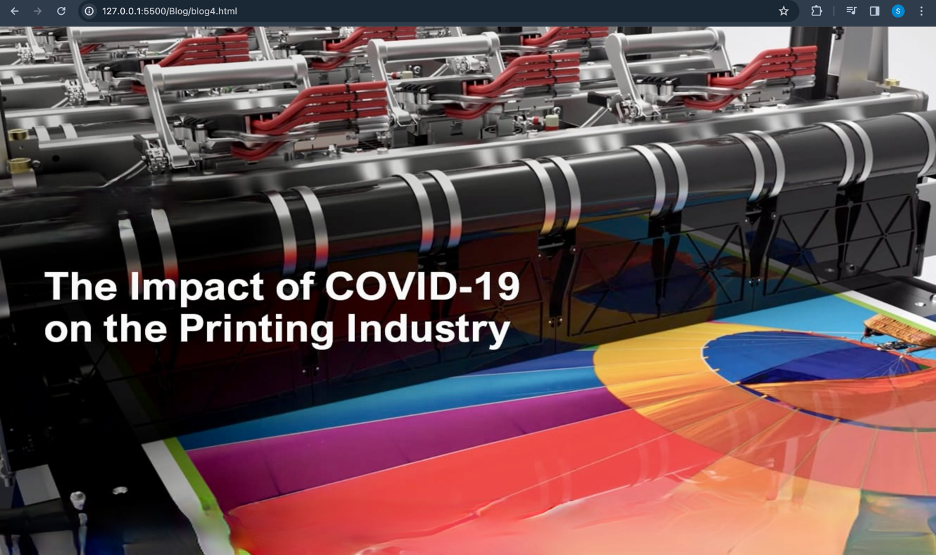 127.0.0.1:5500/Blog/blog4.html
S
The Impact of COVID-19
on the Printing Industry